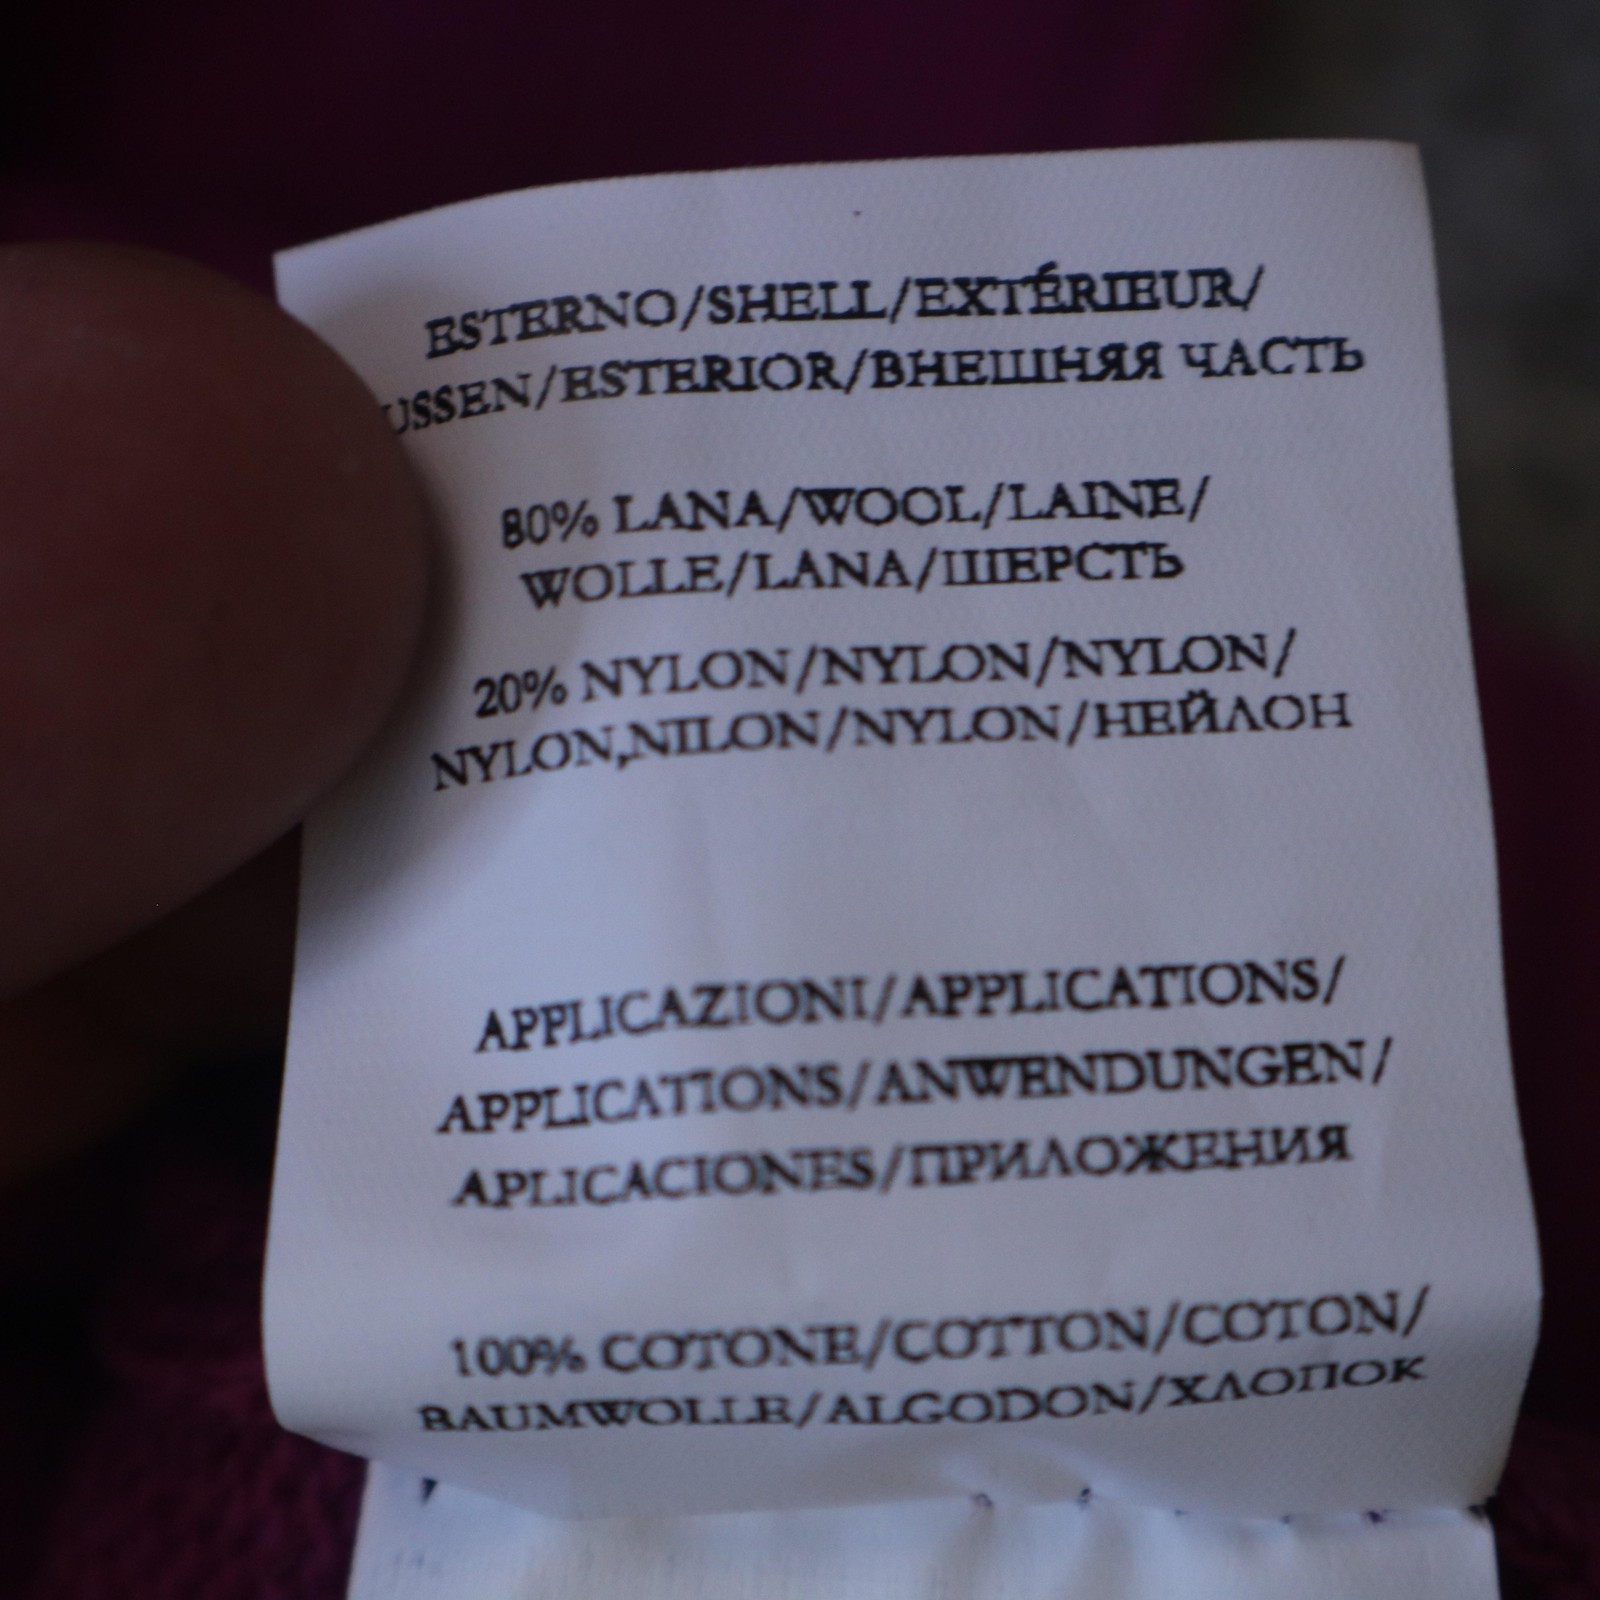 ESTERNO/SHELL/EXTÉRIEUR/
USSEN/ESTERIOR/ВНЕШНЯЯ ЧАСТЬ
80% LANA/WOOL/LAINE/
WOLLE/LANA/ШЕРСТЬ
20% NYLON/NYLON/NYLON/
NYLON,NILON/NYLON/НЕЙЛОН
APPLICAZIONI/APPLICATIONS/
APPLICATIONS/ANWENDUNGEN/
APLICACIONES/ПРИЛОЖЕНИЯ
100% COTONE/COTTON/COTON/
BAUMWOLLE/ALGODON/ХЛОПОК